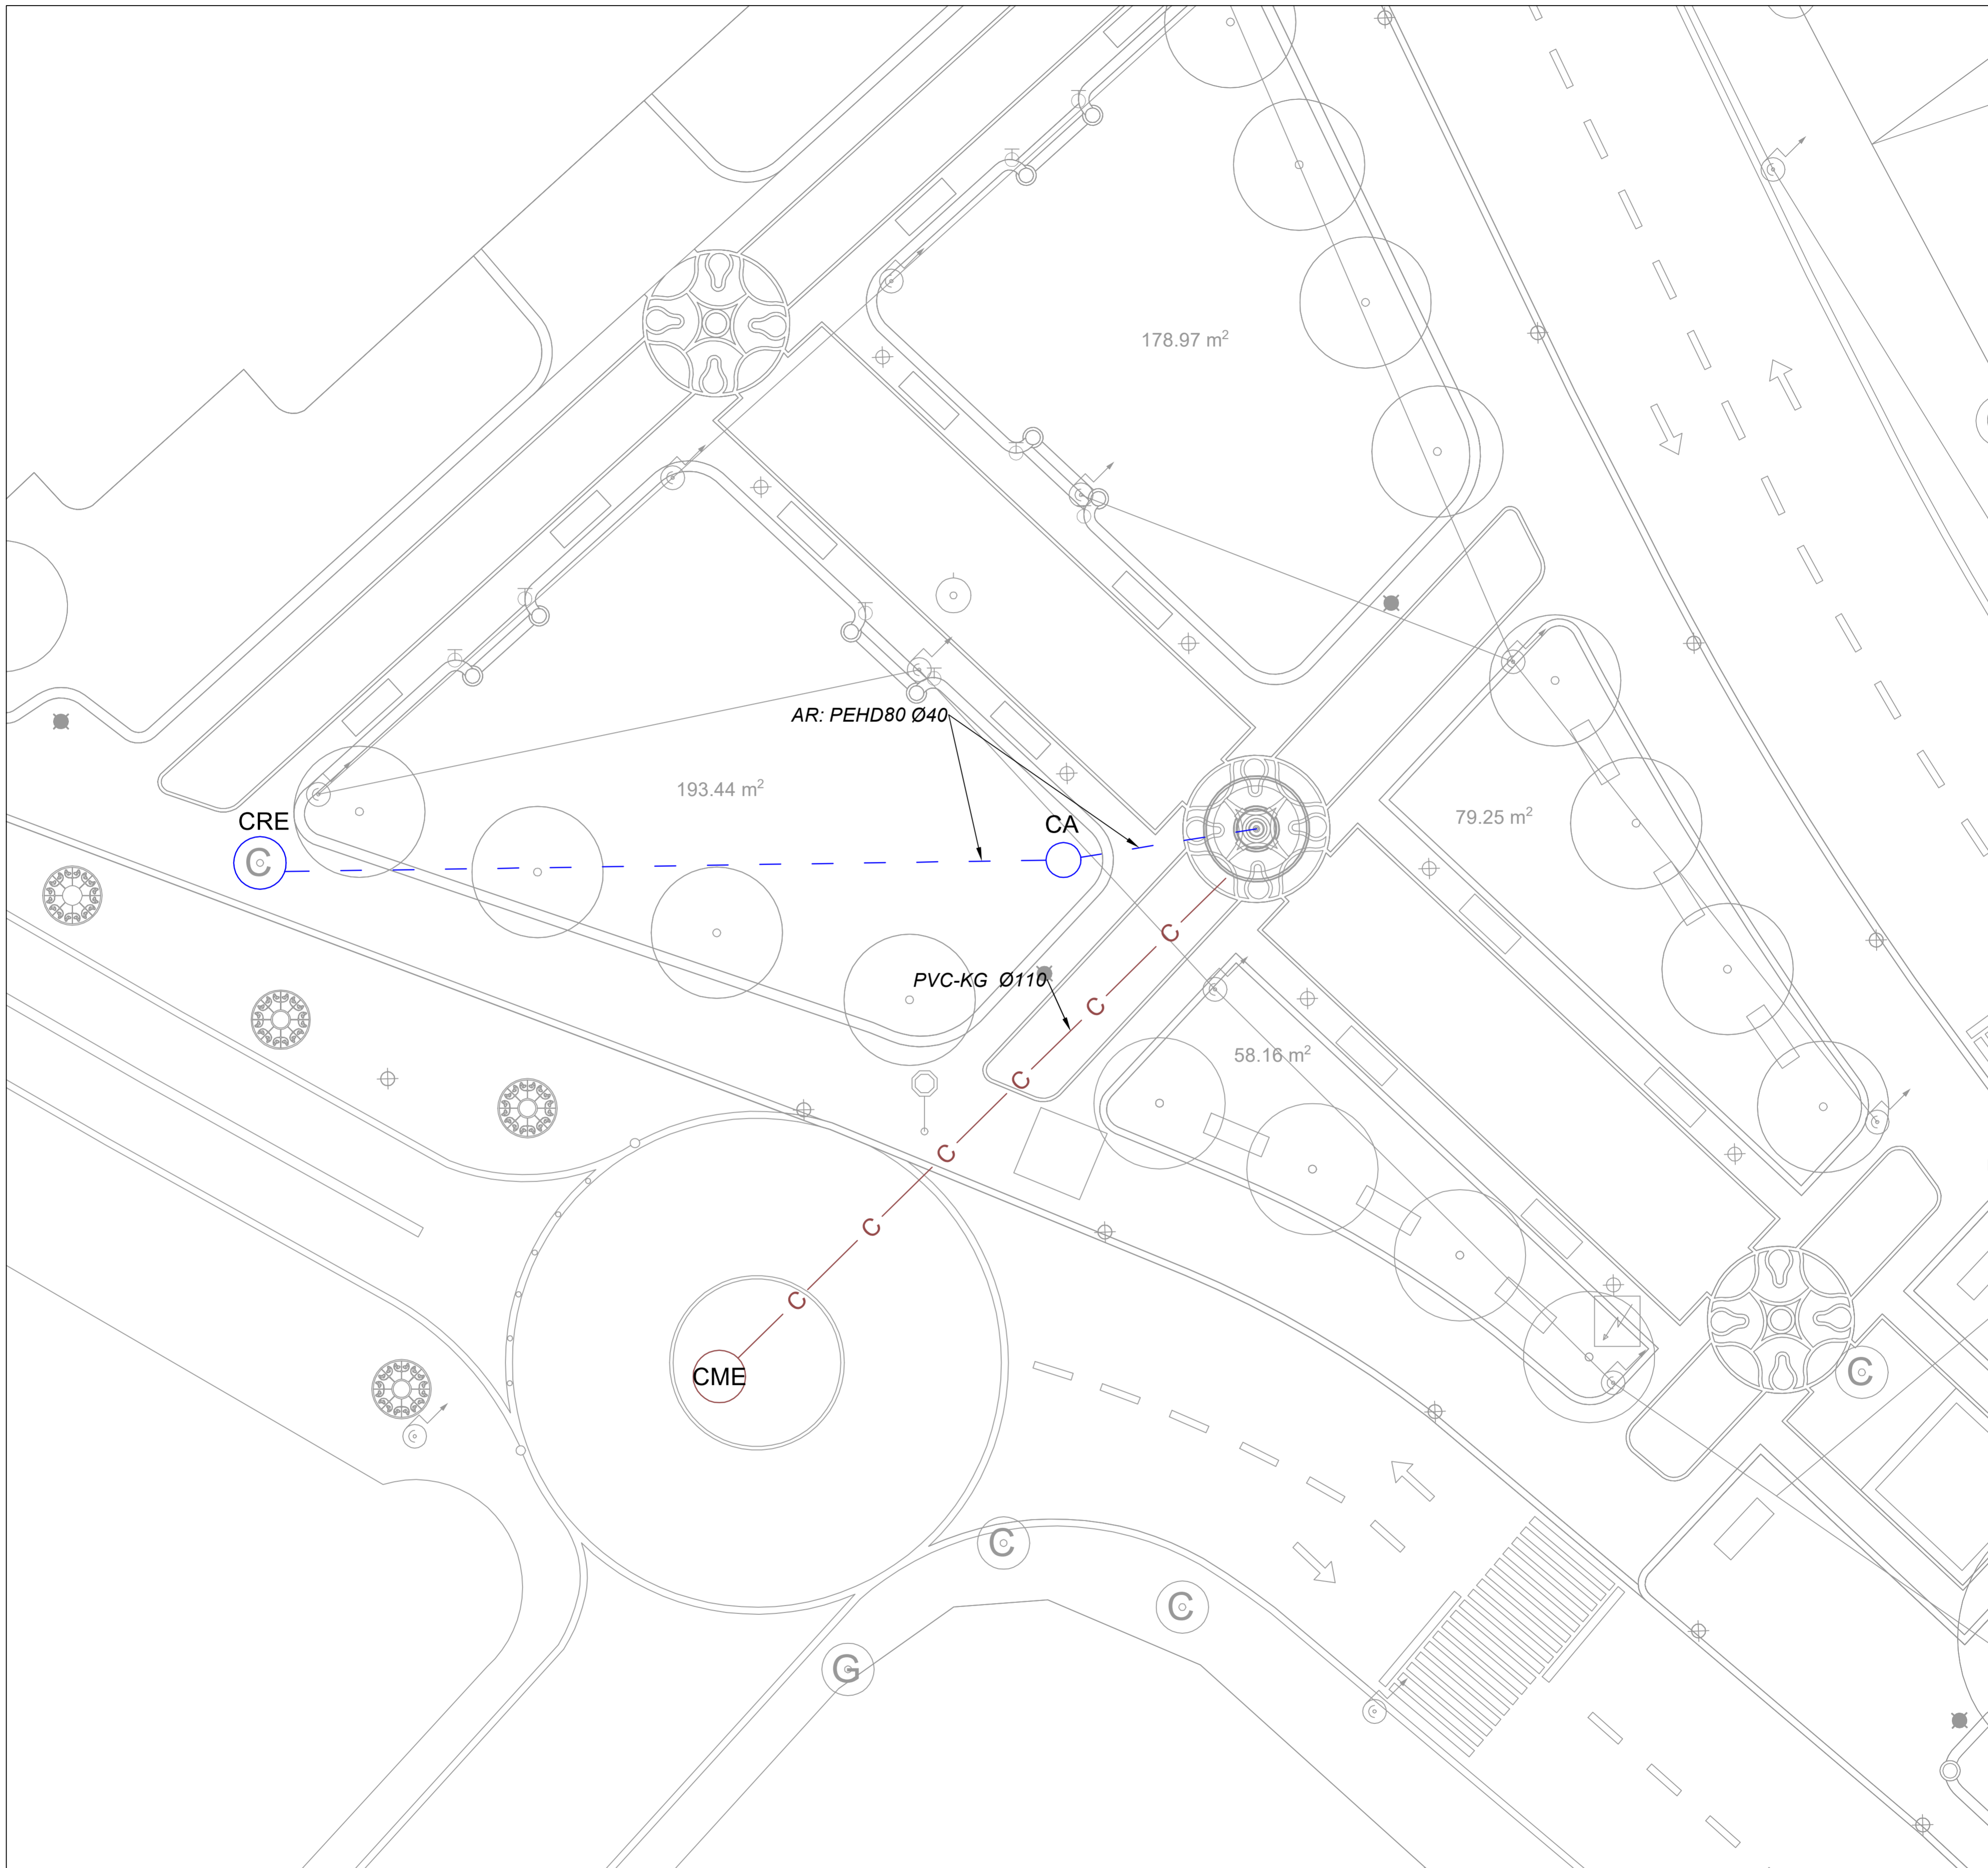 178.97 m²
AR: PEHD80 Ø40
193.44 m²
79.25 m²
CRE
C
CA
C
PVC-KG Ø110
C
58.16 m²
C
C
C
C
CME
C
C
C
G